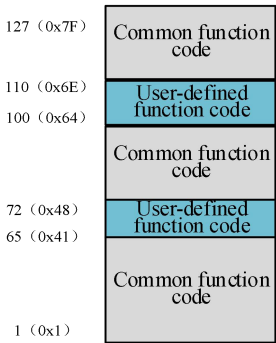 127（0x7F）
Common function
code
110（0x6E）
User-defined
function code
100（0x64）
Common function
code
72（0x48）
User-defined
function code
65（0x41）
Common function
code
1（0x1）